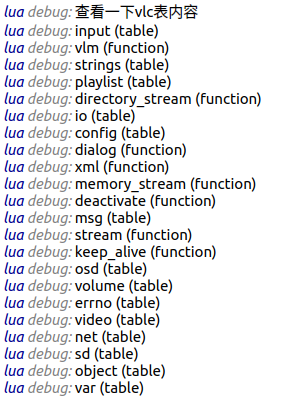 lua debug: 查看一下vlc表内容
lua debug: input (table)
lua debug: vlm (function)
lua debug: strings (table)
lua debug: playlist (table)
lua debug: directory_stream (function)
lua debug: io (table)
lua debug: config (table)
lua debug: dialog (function)
lua debug: xml (function)
lua debug: memory_stream (function)
lua debug: deactivate (function)
lua debug: msg (table)
lua debug: stream (function)
lua debug: keep_alive (function)
lua debug: osd (table)
lua debug: volume (table)
lua debug: errno (table)
lua debug: video (table)
lua debug: net (table)
lua debug: sd (table)
lua debug: object (table)
lua debug: var (table)